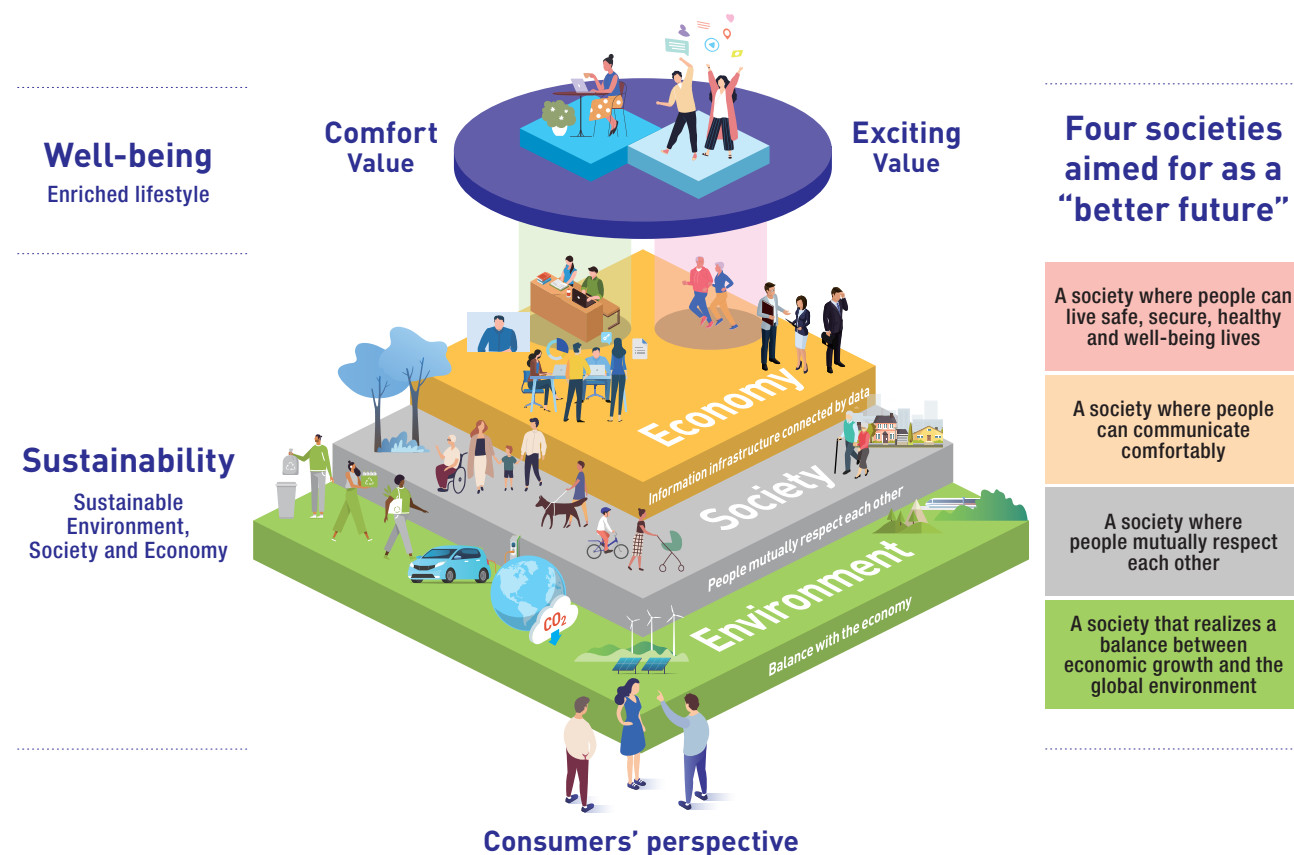 Well-being
Enriched lifestyle
Comfort
Value
Exciting
Value
Four societies
aimed for as a
“better future”
Sustainability
Sustainable
Environment,
Society and Economy
Economy
Information infrastructure connected by data
Society
People mutually respect each other
Environment
Balance with the economy
CO₂
A society where people can
live safe, secure, healthy
and well-being lives
A society where people
can communicate
comfortably
A society where
people mutually respect
each other
A society that realizes a
balance between
economic growth and the
global environment
Consumers’ perspective